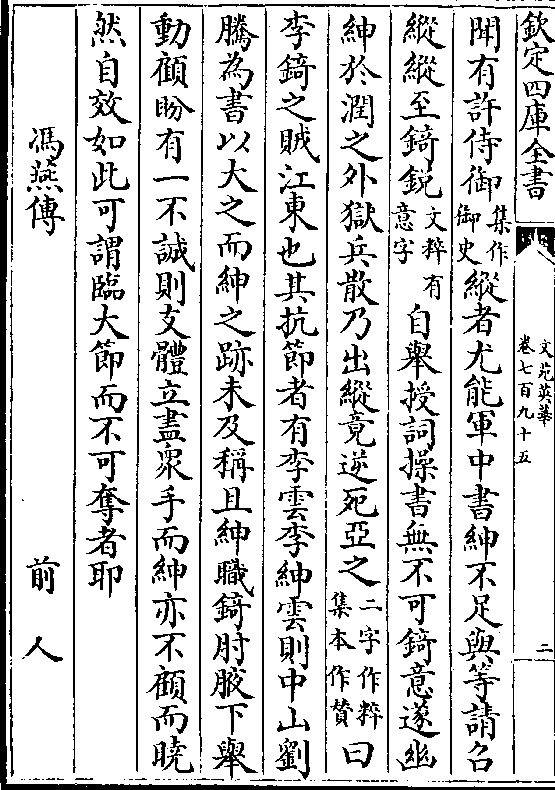 欽定四庫全書
文苑英華
卷七百九十五
二
聞有許侍御集作御史縱者尤能軍中書紳不足與等請召
縱縱至錡銳文粹有意字自舉授詞操書無不可錡意遂幽
紳於潤之外獄兵散乃出縱竟逆死亞之二字作粹集本作贊曰
李錡之賊江東也其抗節者有李雲李紳雲則中山劉
騰為書以大之而紳之跡未及稱且紳職錡肘腋下舉
動顧盼有一不誠則支體立盡衆手而紳亦不顧而曉
然自效如此可謂臨大節而不可奪者耶
馮燕傳 前人